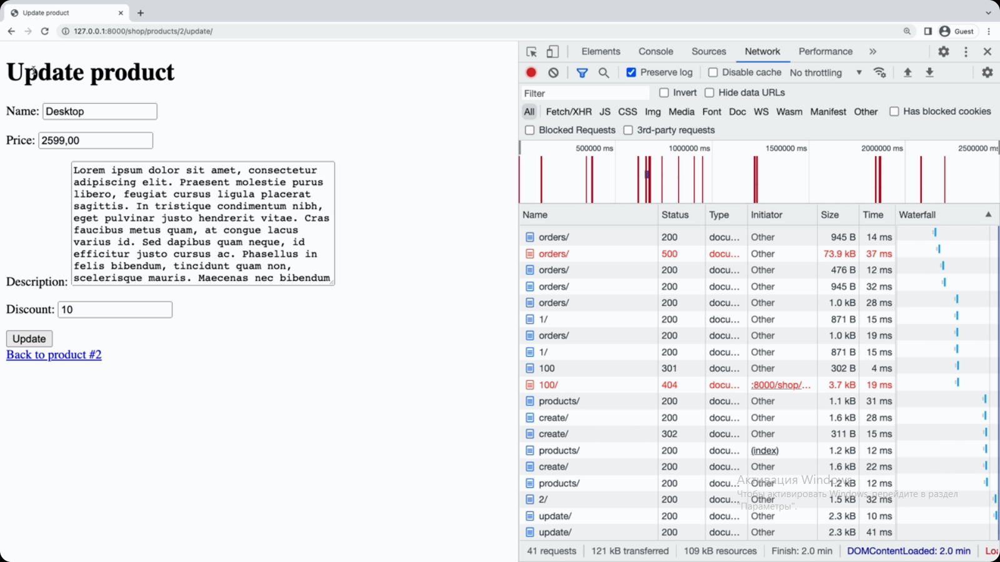 Update product
127.0.0.1:8000/shop/products/2/update/
Guest
Update product
Name: Desktop
Price: 2599,00
Lorem ipsum dolor sit amet, consectetur
adipiscing elit. Praesent molestie purus
libero, feugiat cursus ligula placerat
sagittis. In tristique condimentum nibh,
eget pulvinar justo hendrerit vitae. Cras
faucibus metus quam, at congue lacus
varius id. Sed dapibus quam neque, id
efficitur justo cursus ac. Phasellus in
felis bibendum, tincidunt quam non,
scelerisque mauris. Maecenas nec bibendum
Description:
Discount: 10
Update
Back to product #2
Elements Console Sources Network Performance »
Preserve log Disable cache No throttling
Filter Invert Hide data URLs
All Fetch/XHR JS CSS Img Media Font Doc WS Wasm Manifest Other Has blocked cookies
Blocked Requests 3rd-party requests
500000 ms 1000000 ms 1500000 ms 2000000 ms 2500000 ms
Name Status Type Initiator Size Time Waterfall
orders/ 200 docu... Other 945 B 14 ms
orders/ 500 docu... Other 73.9 kB 37 ms
orders/ 200 docu... Other 476 B 12 ms
orders/ 200 docu... Other 945 B 32 ms
orders/ 200 docu... Other 1.0 kB 28 ms
1/ 200 docu... Other 871 B 15 ms
orders/ 200 docu... Other 1.0 kB 19 ms
1/ 200 docu... Other 871 B 15 ms
100 301 docu... Other 302 B 4 ms
100/ 404 docu... :8000/shop/... 3.7 kB 19 ms
products/ 200 docu... Other 1.1 kB 31 ms
create/ 200 docu... Other 1.6 kB 28 ms
create/ 302 docu... Other 311 B 15 ms
products/ 200 docu... (index) 1.2 kB 12 ms
create/ 200 docu... Other 1.6 kB 22 ms
products/ 200 docu... Other 1.2 kB 12 ms
2/ 200 docu... Other 1.5 kB 32 ms
update/ 200 docu... Other 2.3 kB 10 ms
update/ 200 docu... Other 2.3 kB 41 ms
Активация Windows
Чтобы активировать Windows, перейдите в раздел
"Параметры".
41 requests 121 kB transferred 109 kB resources Finish: 2.0 min DOMContentLoaded: 2.0 min